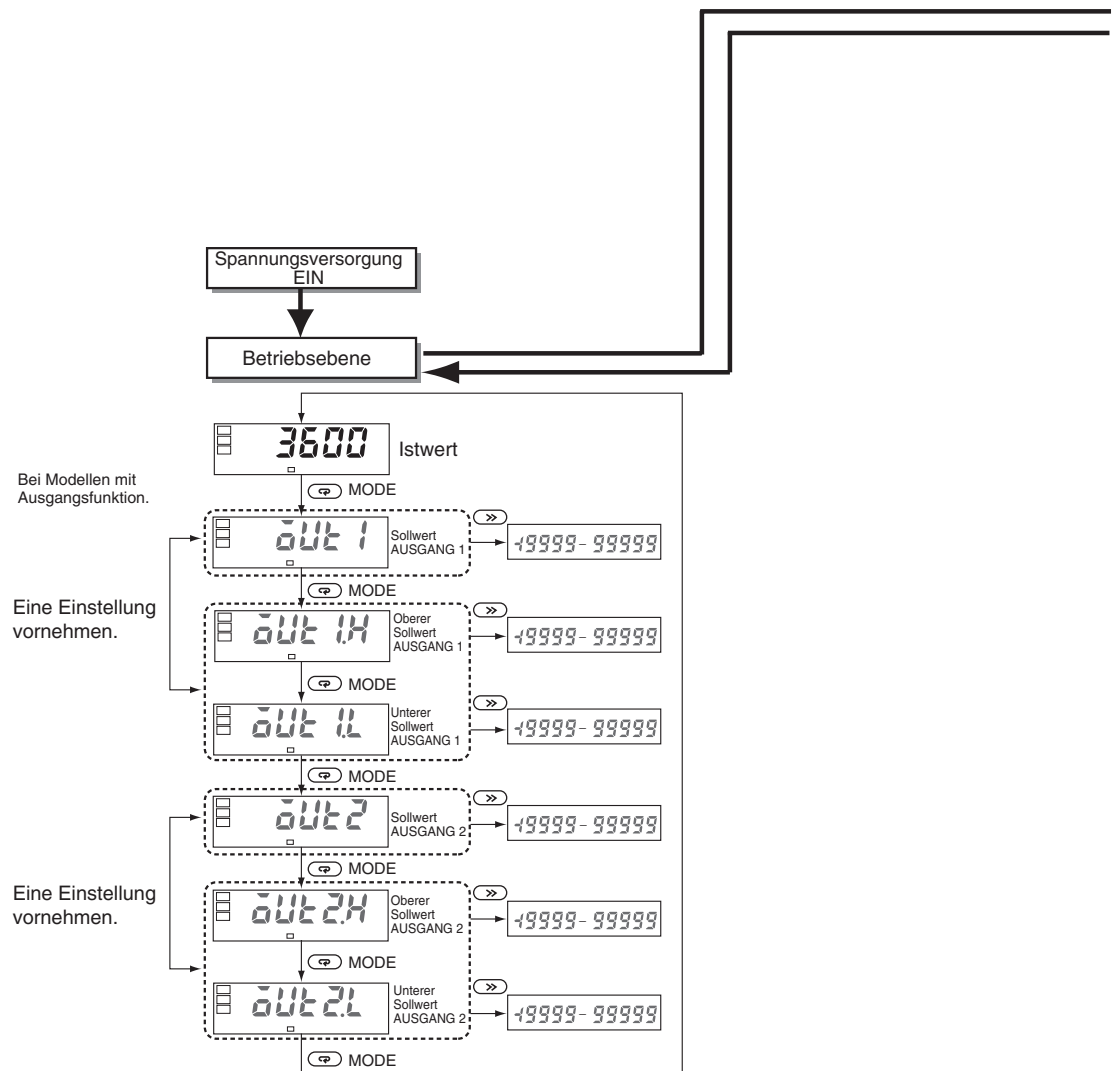 Spannungsversorgung
EIN
Betriebsebene
3600
Istwert
Bei Modellen mit
Ausgangsfunktion.
MODE
out 1
Sollwert
AUSGANG 1
-19999-99999
MODE
Eine Einstellung
vornehmen.
out 1.H
Oberer
Sollwert
AUSGANG 1
-19999-99999
MODE
out 1.L
Unterer
Sollwert
AUSGANG 1
-19999-99999
MODE
out2
Sollwert
AUSGANG 2
-19999-99999
MODE
Eine Einstellung
vornehmen.
out2.H
Oberer
Sollwert
AUSGANG 2
-19999-99999
MODE
out2.L
Unterer
Sollwert
AUSGANG 2
-19999-99999
MODE